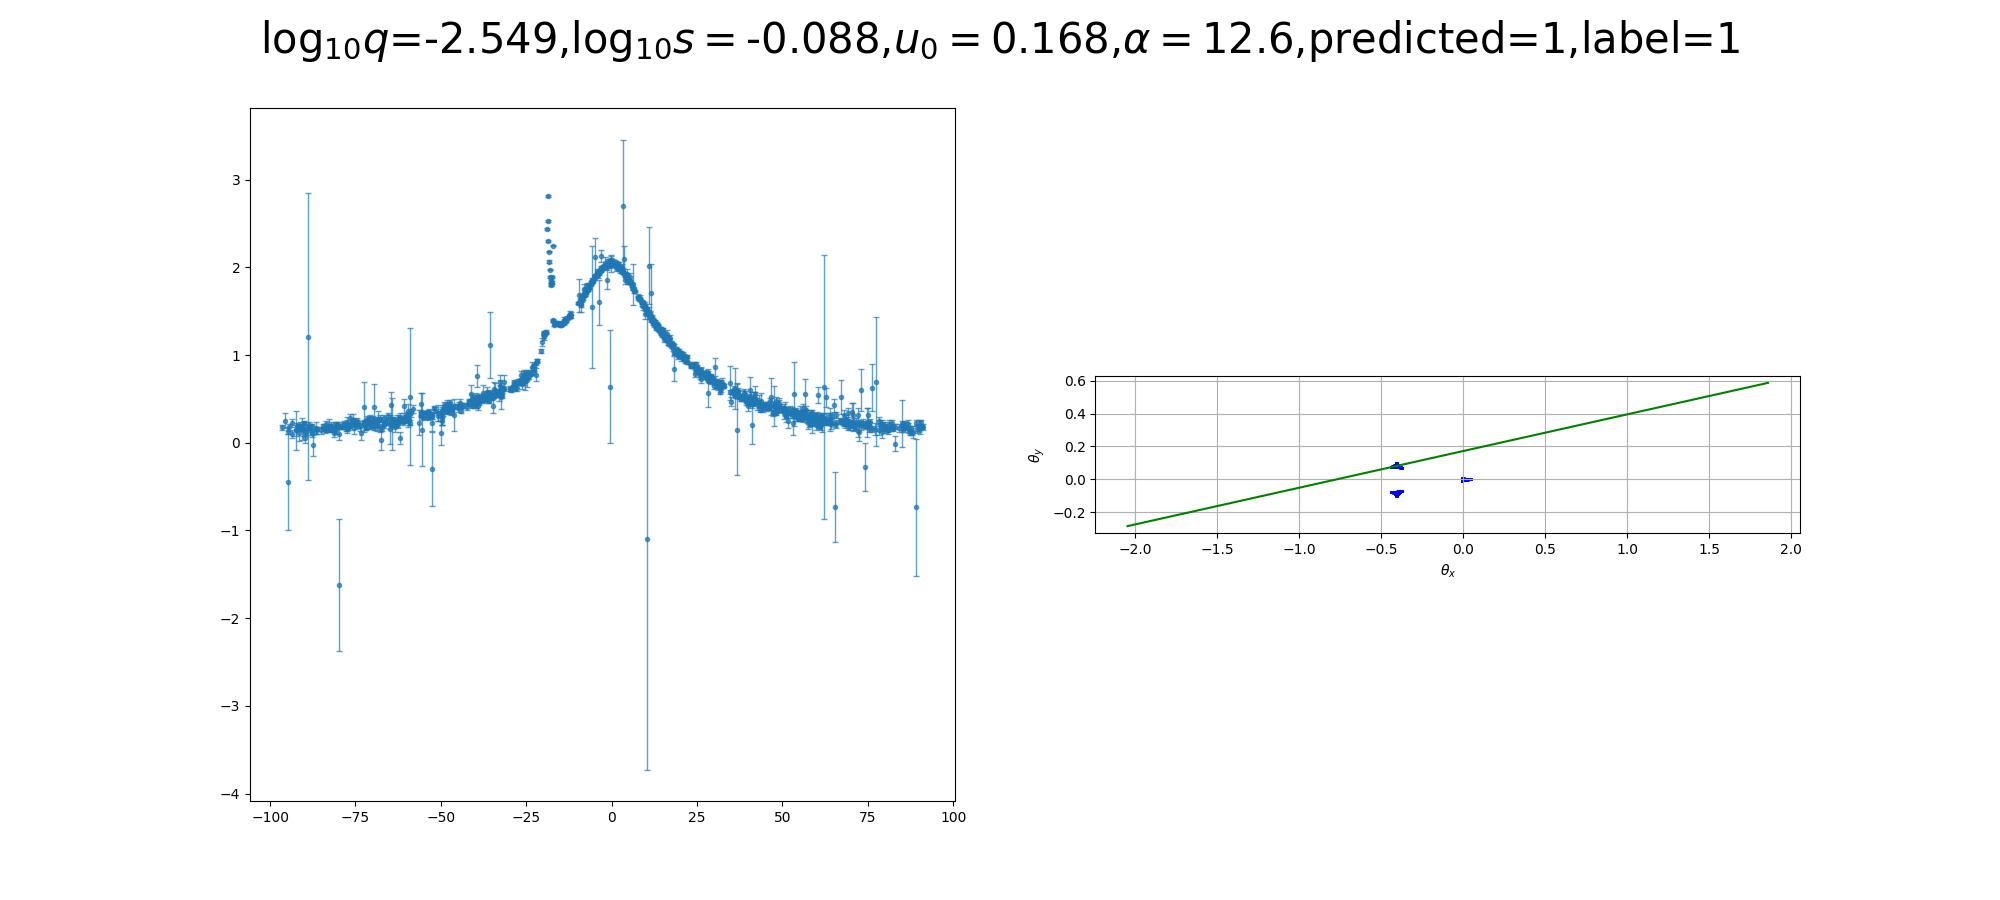 log₁₀q=-2.549,log₁₀s = -0.088,u₀ = 0.168,α = 12.6,predicted=1,label=1
3
2
1
0
−1
−2
−3
−4
−100 −75 −50 −25 0 25 50 75 100
0.6
0.4
0.2
0.0
−0.2
θy
−2.0 −1.5 −1.0 −0.5 0.0 0.5 1.0 1.5 2.0
θx